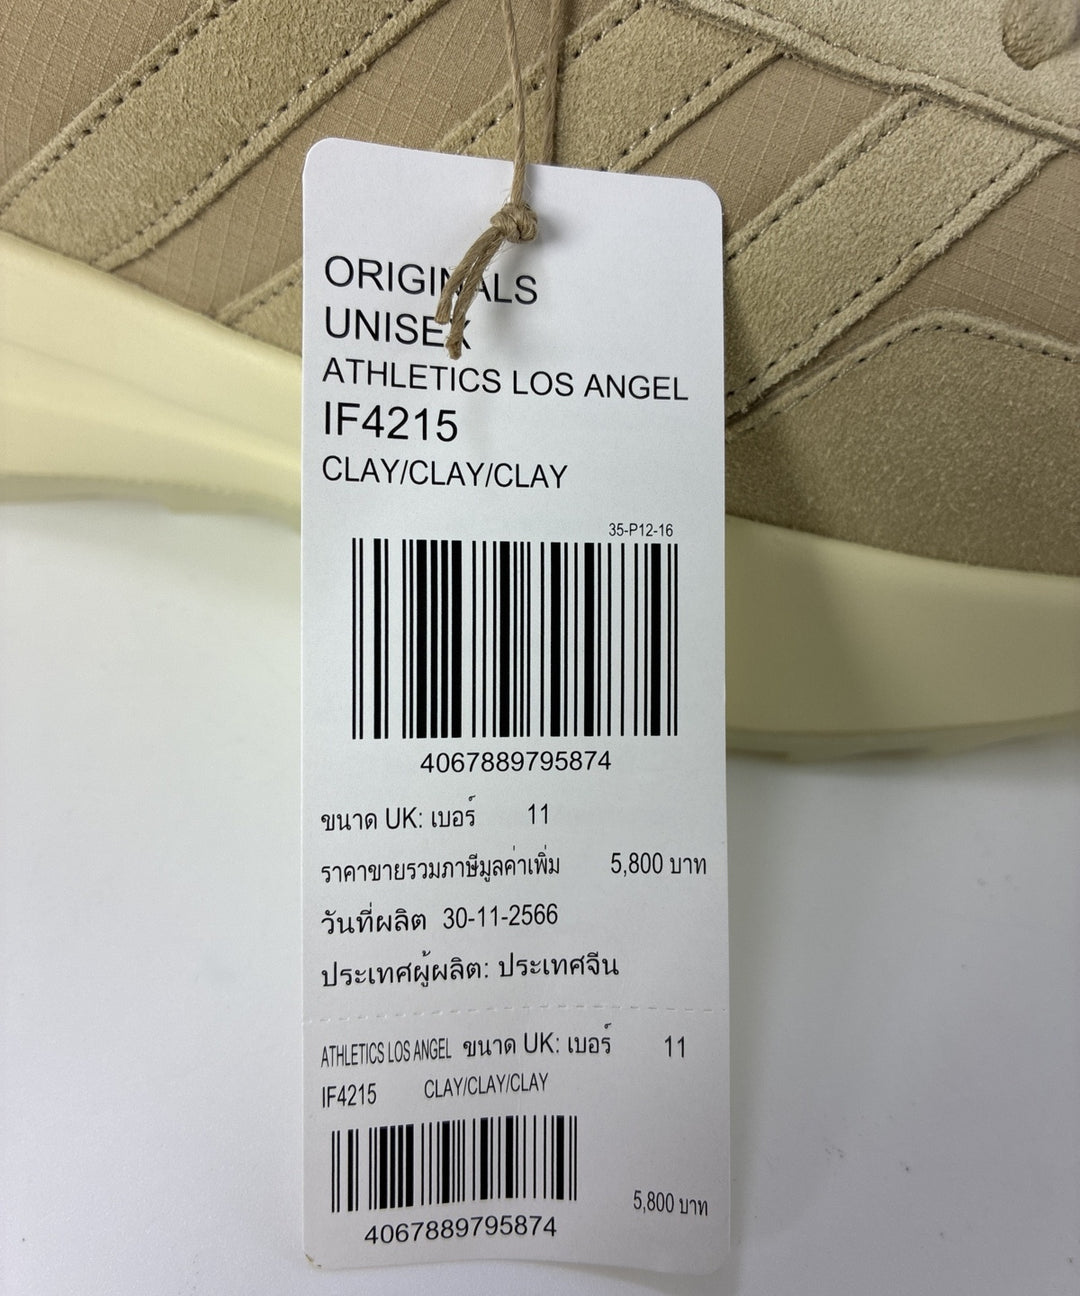 ORIGINALS
UNISEX
ATHLETICS LOS ANGEL
IF4215
CLAY/CLAY/CLAY
35-P12-16
4067889795874
ขนาด UK: เบอร์ 11
ราคาขายรวมภาษีมูลค่าเพิ่ม 5,800 บาท
วันที่ผลิต 30-11-2566
ประเทศผู้ผลิต: ประเทศจีน
ATHLETICS LOS ANGEL ขนาด UK: เบอร์ 11
IF4215 CLAY/CLAY/CLAY
5,800 บาท
4067889795874